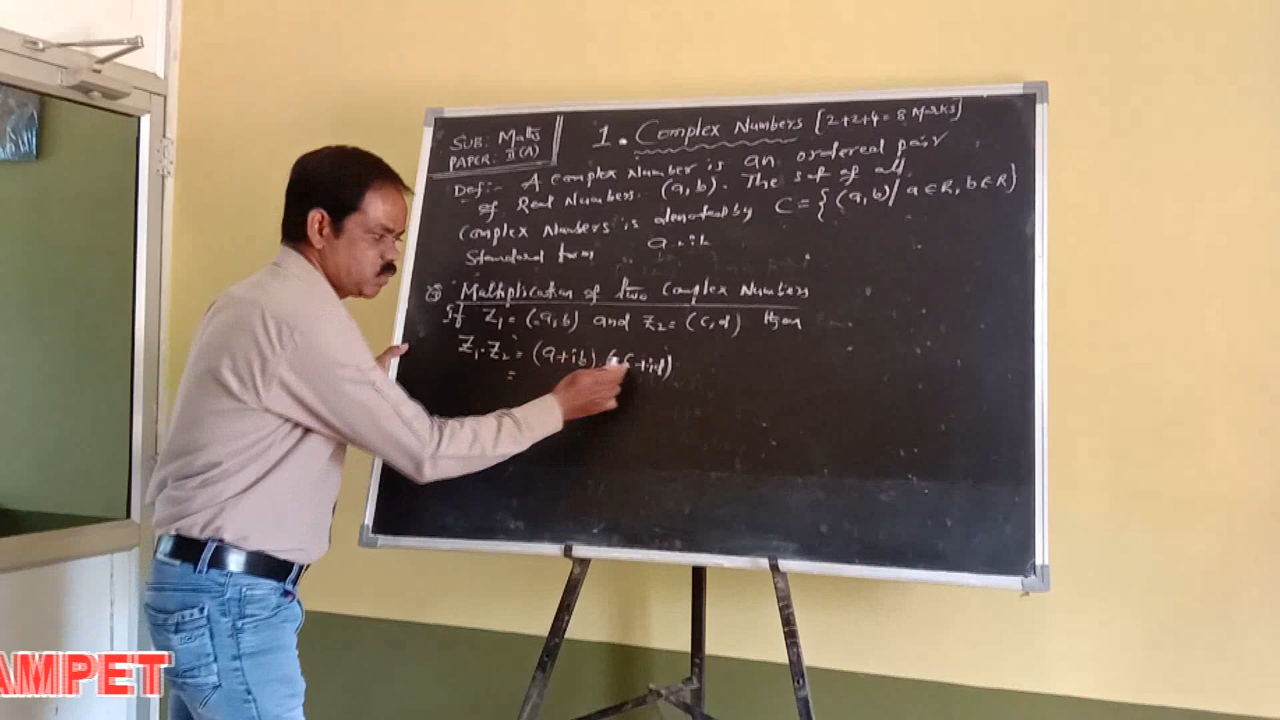 SUB: Maths
PAPER: II(A)
1. Complex Numbers [2+2+4=8 Marks]
Def:- A Complex Number is an ordered pair
of Real Numbers (a, b). The set of all
Complex Numbers is denoted by C = { (a, b) / a ∈ R, b ∈ R}
Standard form a+ib
Multiplication of two Complex Numbers
If Z₁ = (a, b) and Z₂ = (c, d) then
Z₁·Z₂ = (a+ib) (c+id)
=
AMPET